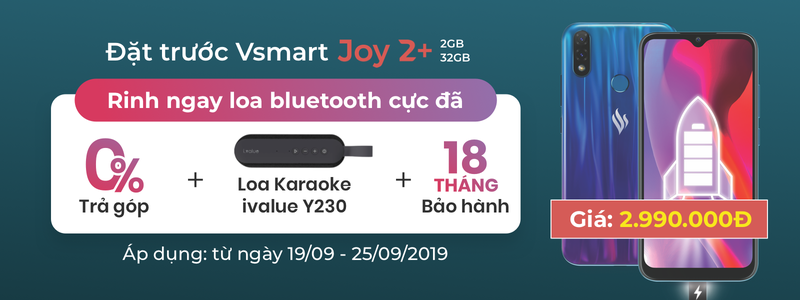 Đặt trước Vsmart Joy 2+ 2GB
32GB
Rinh ngay loa bluetooth cực đã
0%
Trả góp
+
Loa Karaoke
ivalue Y230
+
18
THÁNG
Bảo hành
Giá: 2.990.000Đ
Áp dụng: từ ngày 19/09 - 25/09/2019